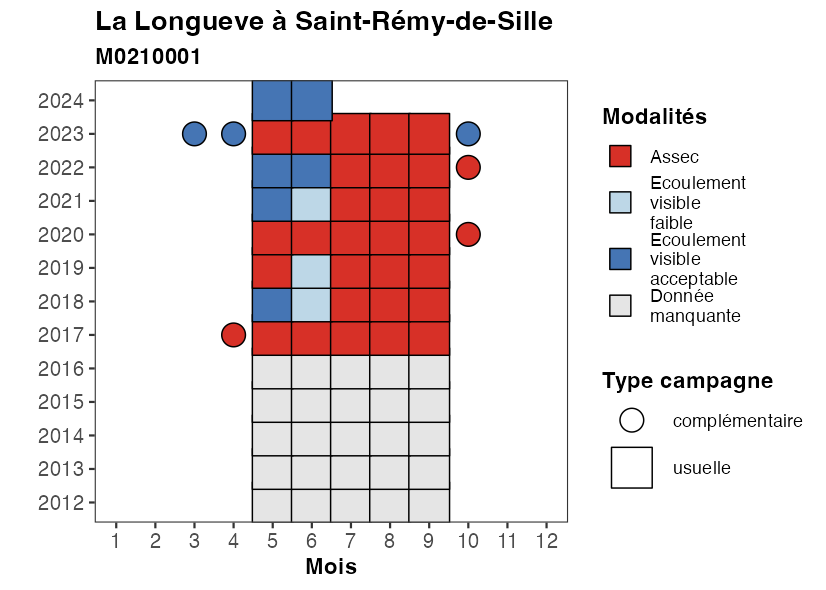 La Longueve à Saint-Rémy-de-Sille
M0210001
2024
2023
2022
2021
2020
2019
2018
2017
2016
2015
2014
2013
2012
1 2 3 4 5 6 7 8 9 10 11 12
Mois
Modalités
Assec
Ecoulement
visible
faible
Ecoulement
visible
acceptable
Donnée
manquante
Type campagne
complémentaire
usuelle